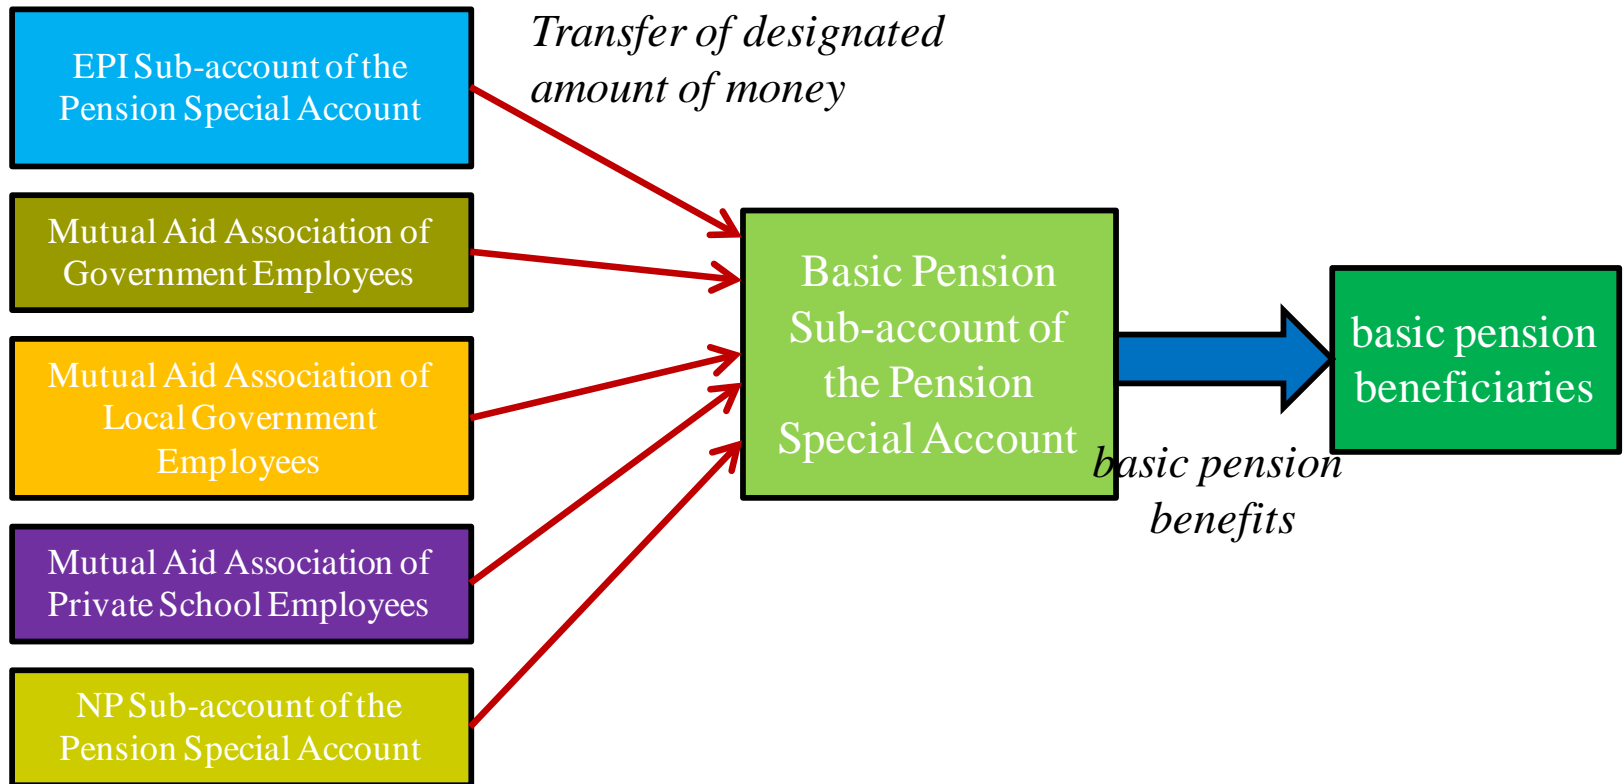 EPI Sub-account of the
Pension Special Account
Transfer of designated
amount of money
Mutual Aid Association of
Government Employees
Mutual Aid Association of
Local Government
Employees
Mutual Aid Association of
Private School Employees
NP Sub-account of the
Pension Special Account
Basic Pension
Sub-account of
the Pension
Special Account
basic pension
benefits
basic pension
beneficiaries